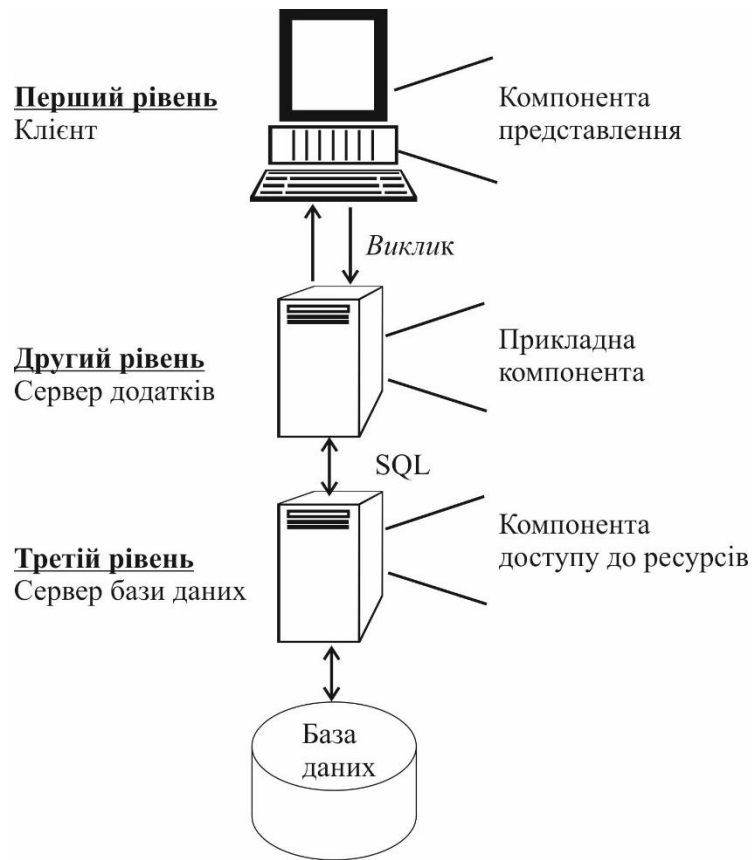 Перший рівень
Клієнт
Компонента
представлення
Виклик
Другий рівень
Сервер додатків
Прикладна
компонента
SQL
Третій рівень
Сервер бази даних
Компонента
доступу до ресурсів
База
даних